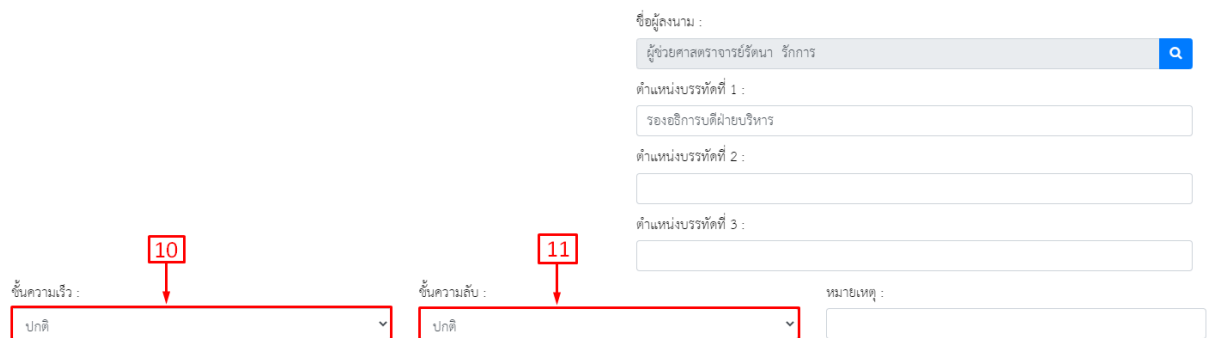 ชื่อผู้ลงนาม :
ผู้ช่วยศาสตราจารย์รัตนา รักการ
ตำแหน่งบรรทัดที่ 1 :
รองอธิการบดีฝ่ายบริหาร
ตำแหน่งบรรทัดที่ 2 :
ตำแหน่งบรรทัดที่ 3 :
10
11
ชั้นความเร็ว :
ชั้นความลับ :
หมายเหตุ :
ปกติ
ปกติ